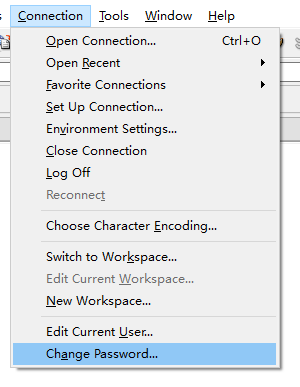 Connection Tools Window Help
Open Connection... Ctrl+O
Open Recent
Favorite Connections
Set Up Connection...
Environment Settings...
Close Connection
Log Off
Reconnect
Choose Character Encoding...
Switch to Workspace...
Edit Current Workspace...
New Workspace...
Edit Current User...
Change Password...